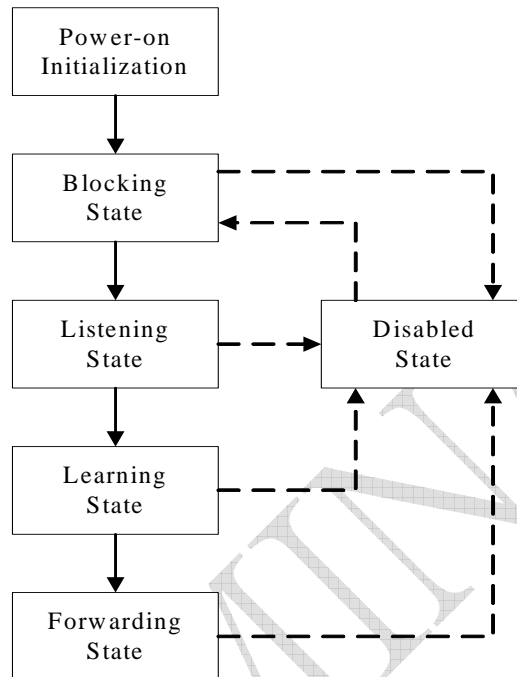 Power-on
Initialization
Blocking
State
Listening
State
Disabled
State
Learning
State
Forwarding
State